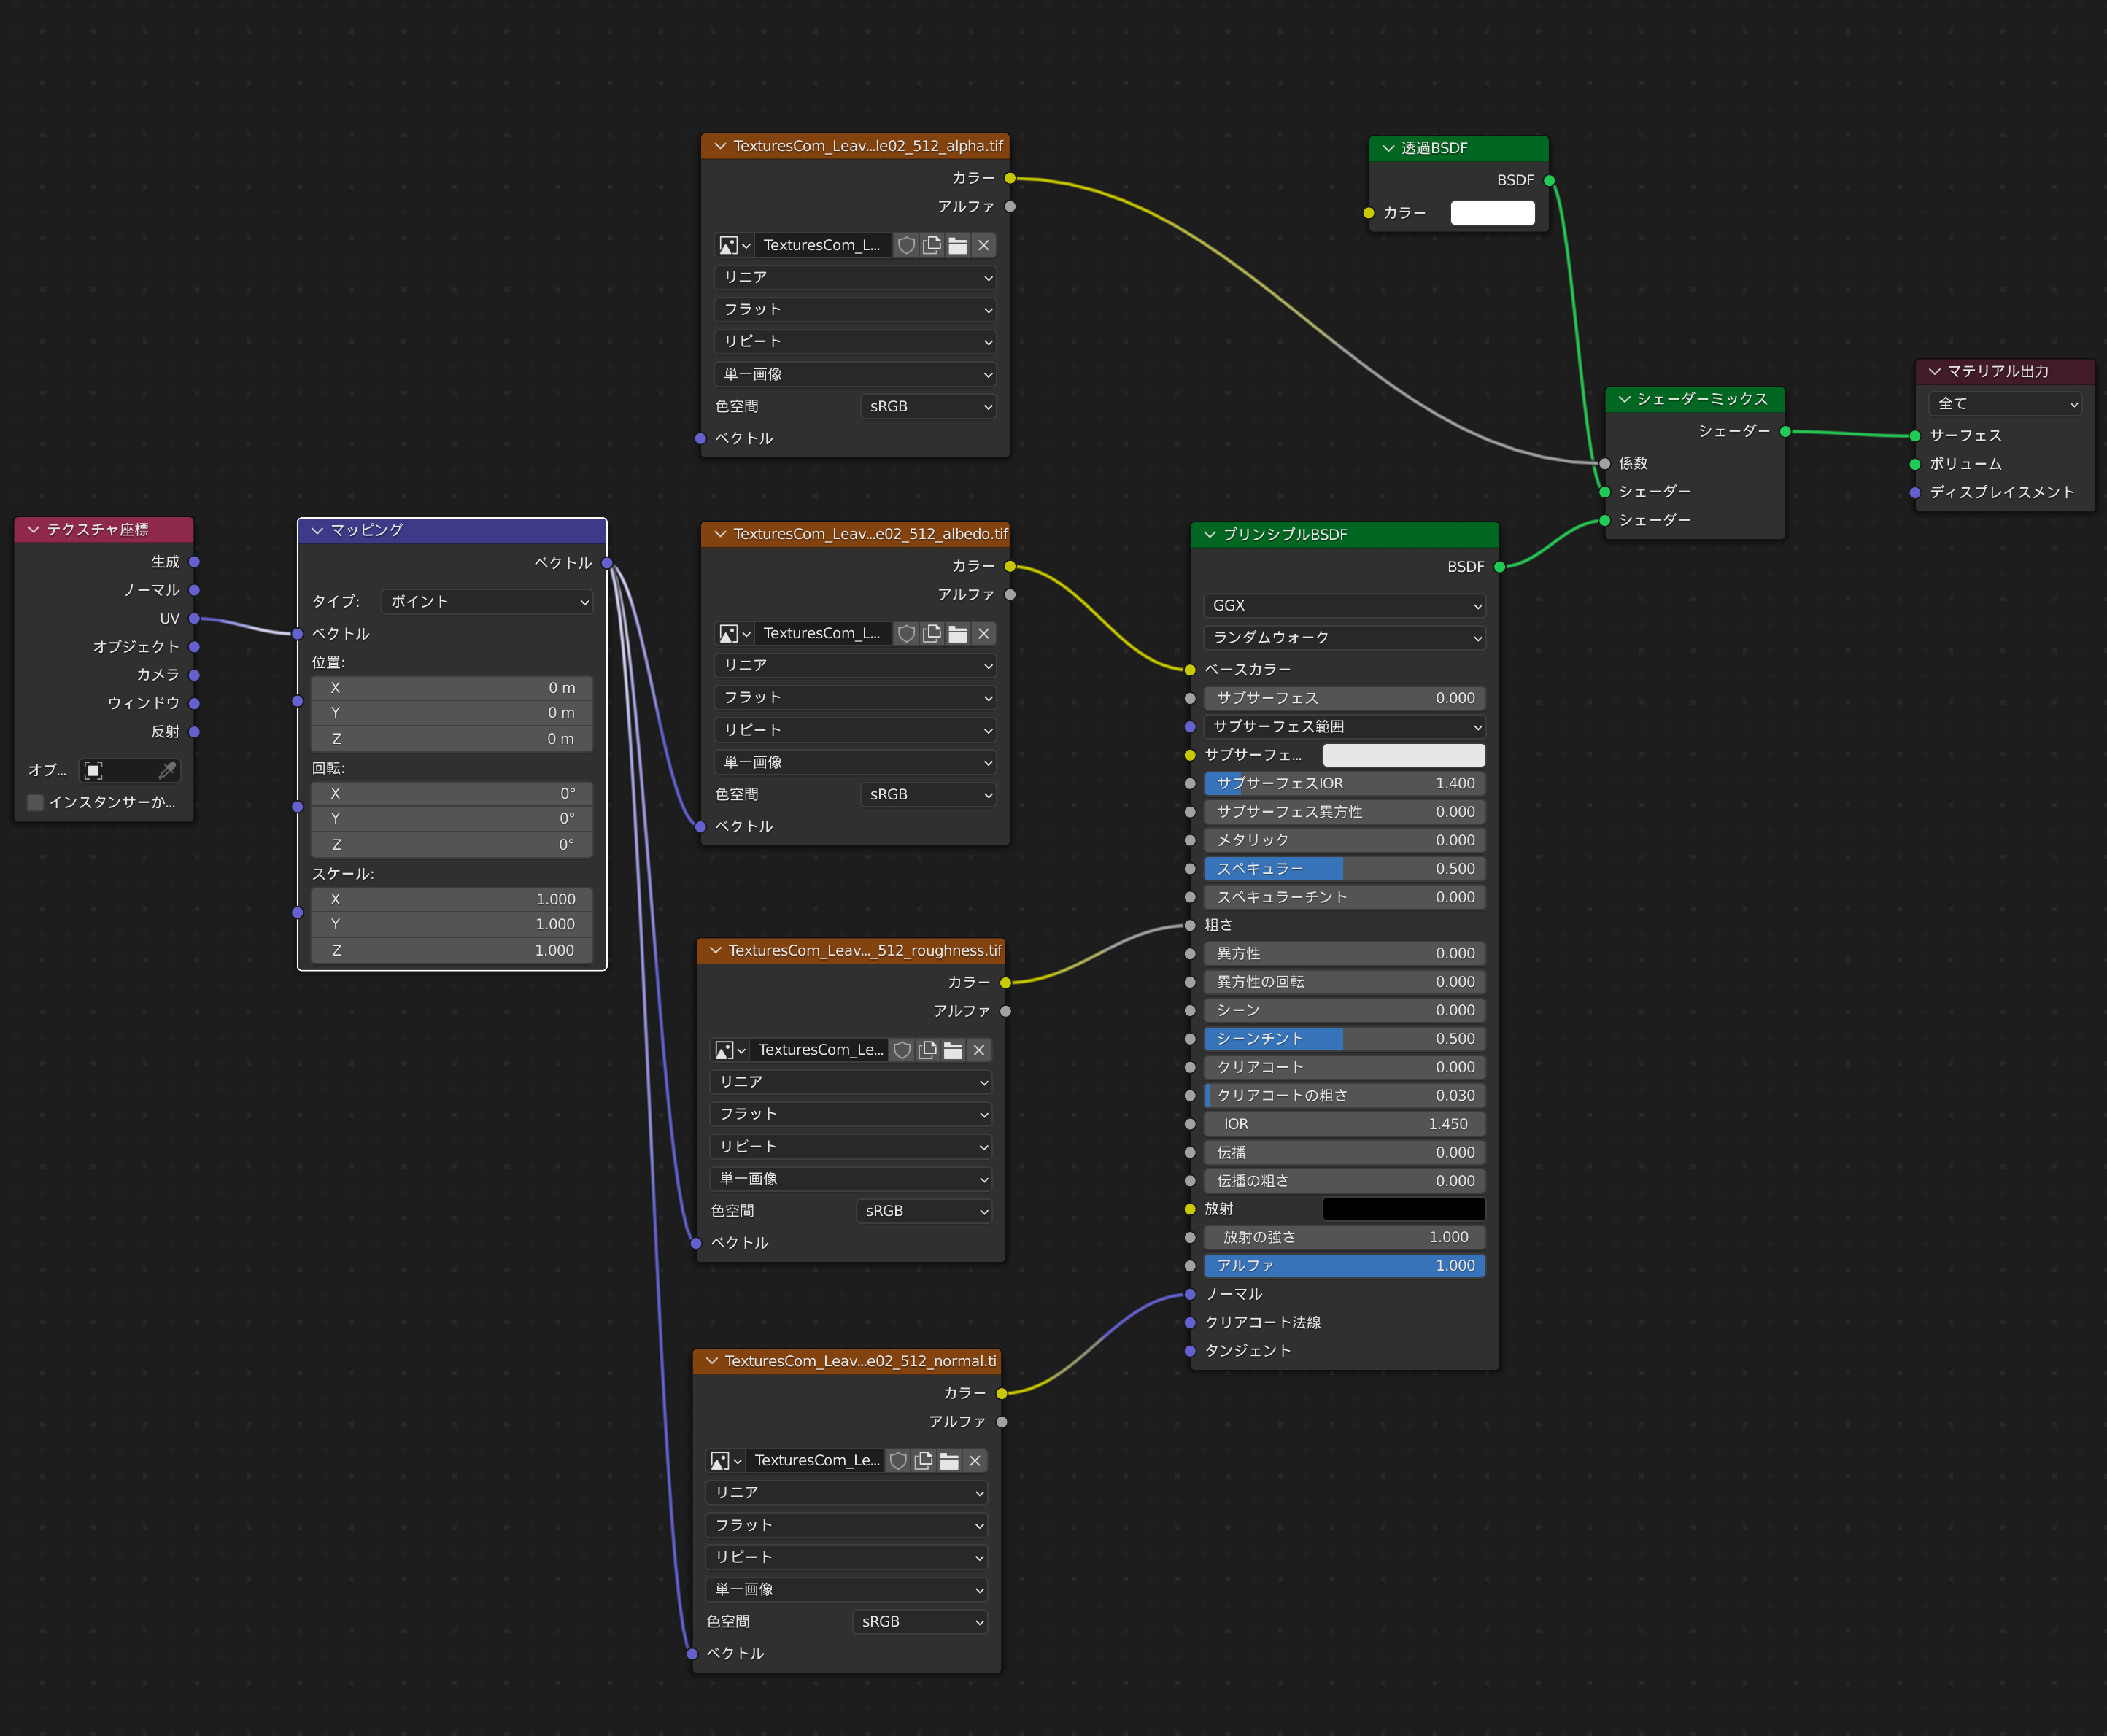 テクスチャ座標
生成
ノーマル
UV
オブジェクト
カメラ
ウィンドウ
反射
オブ...
インスタンサーか...
マッピング
ベクトル
タイプ: ポイント
ベクトル
位置:
X 0 m
Y 0 m
Z 0 m
回転:
X 0°
Y 0°
Z 0°
スケール:
X 1.000
Y 1.000
Z 1.000
TexturesCom_Leav...le02_512_alpha.tif
カラー
アルファ
TexturesCom_L...
リニア
フラット
リピート
単一画像
色空間 sRGB
ベクトル
TexturesCom_Leav...e02_512_albedo.tif
カラー
アルファ
TexturesCom_L...
リニア
フラット
リピート
単一画像
色空間 sRGB
ベクトル
TexturesCom_Leav..._512_roughness.tif
カラー
アルファ
TexturesCom_Le...
リニア
フラット
リピート
単一画像
色空間 sRGB
ベクトル
TexturesCom_Leav...e02_512_normal.ti
カラー
アルファ
TexturesCom_Le...
リニア
フラット
リピート
単一画像
色空間 sRGB
ベクトル
透過BSDF
BSDF
カラー
プリンシプルBSDF
BSDF
GGX
ランダムウォーク
ベースカラー
サブサーフェス 0.000
サブサーフェス範囲
サブサーフェ...
サブサーフェスIOR 1.400
サブサーフェス異方性 0.000
メタリック 0.000
スペキュラー 0.500
スペキュラーチント 0.000
粗さ
異方性 0.000
異方性の回転 0.000
シーン 0.000
シーンチント 0.500
クリアコート 0.000
クリアコートの粗さ 0.030
IOR 1.450
伝播 0.000
伝播の粗さ 0.000
放射
放射の強さ 1.000
アルファ 1.000
ノーマル
クリアコート法線
タンジェント
シェーダーミックス
シェーダー
係数
シェーダー
シェーダー
マテリアル出力
全て
サーフェス
ボリューム
ディスプレイスメント